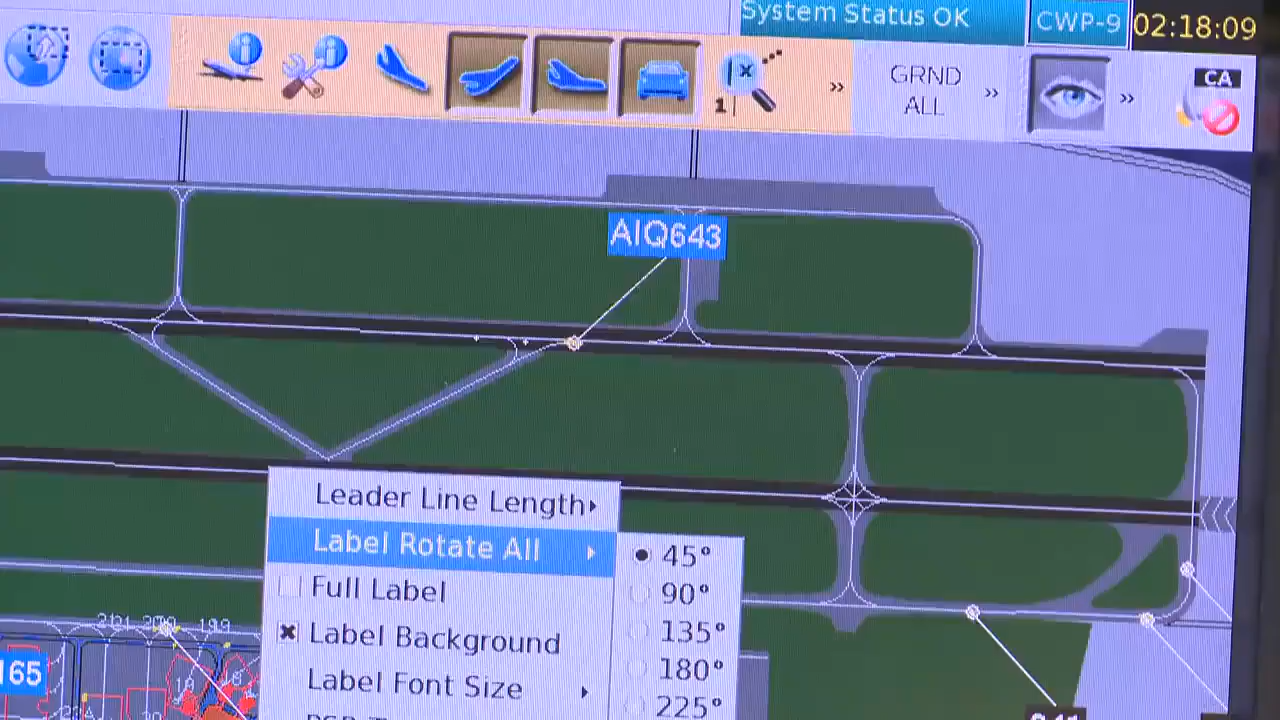 System Status OK
CWP-9
02:18:09
GRND
ALL
CA
1
AIQ643
Leader Line Length
Label Rotate All
45°
Full Label
90°
Label Background
135°
180°
Label Font Size
225°
165